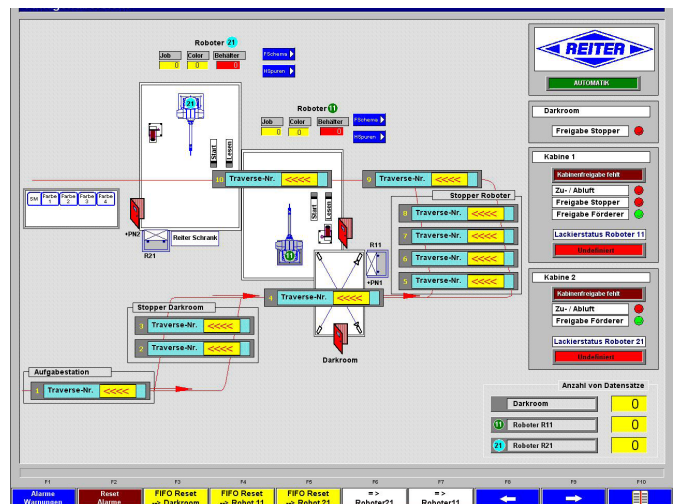 Roboter 21
Job Color Behälter
0 0 0
FScheme
HSpuren
REITER
AUTOMATIK
21
Roboter 11
Job Color Behälter
0 0 0
FScheme
HSpuren
Darkroom
Freigabe Stopper
Start
Lesen
Kabine 1
Kabinenfreigabe fehlt
Zu- / Abluft
Freigabe Stopper
Freigabe Förderer
Lackierstatus Roboter 11
Undefiniert
10 Traverse-Nr. <<<<
9 Traverse-Nr. <<<<
SM
Farbe 1
Farbe 2
Farbe 3
Farbe 4
Start
Lesen
Stopper Roboter
8 Traverse-Nr. <<<<
7 Traverse-Nr. <<<<
6 Traverse-Nr. <<<<
5 Traverse-Nr. <<<<
+PN2
R21
Reiter Schrank
11
R11
+PN1
Kabine 2
Kabinenfreigabe fehlt
Zu- / Abluft
Freigabe Förderer
Lackierstatus Roboter 21
Undefiniert
4 Traverse-Nr. <<<<
Stopper Darkroom
3 Traverse-Nr. <<<<
2 Traverse-Nr. <<<<
Darkroom
Aufgabestation
1 Traverse-Nr. <<<<
Anzahl von Datensätze
Darkroom 0
11 Roboter R11 0
21 Roboter R21 0
F1 F2 F3 F4 F5 F6 F7 F8 F9 F10
Alarme Reset FIFO Reset FIFO Reset FIFO Reset => =>
Warnungen Alarme --> Darkroom --> Robot 11 --> Robot 21 Roboter21 Roboter11